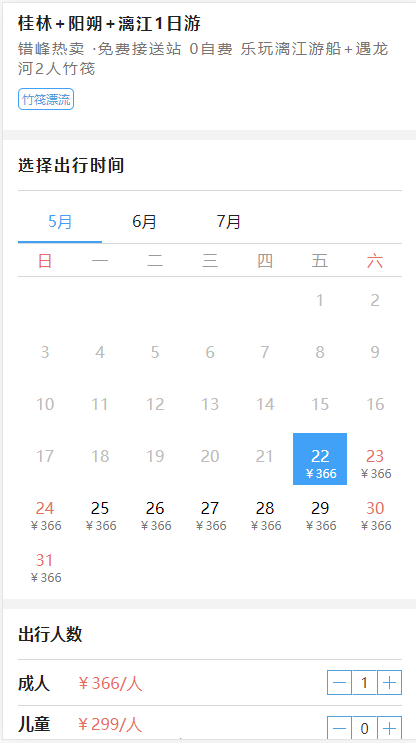 桂林+阳朔+漓江1日游
错峰热卖 ·免费接送站 0自费 乐玩漓江游船+遇龙
河2人竹筏
竹筏漂流
选择出行时间
5月 6月 7月
日 一 二 三 四 五 六
1 2
3 4 5 6 7 8 9
10 11 12 13 14 15 16
17 18 19 20 21 22 23
¥366 ¥366
24 25 26 27 28 29 30
¥366 ¥366 ¥366 ¥366 ¥366 ¥366 ¥366
31
¥366
出行人数
成人 ¥366/人 — 1 +
儿童 ¥299/人 — 0 +